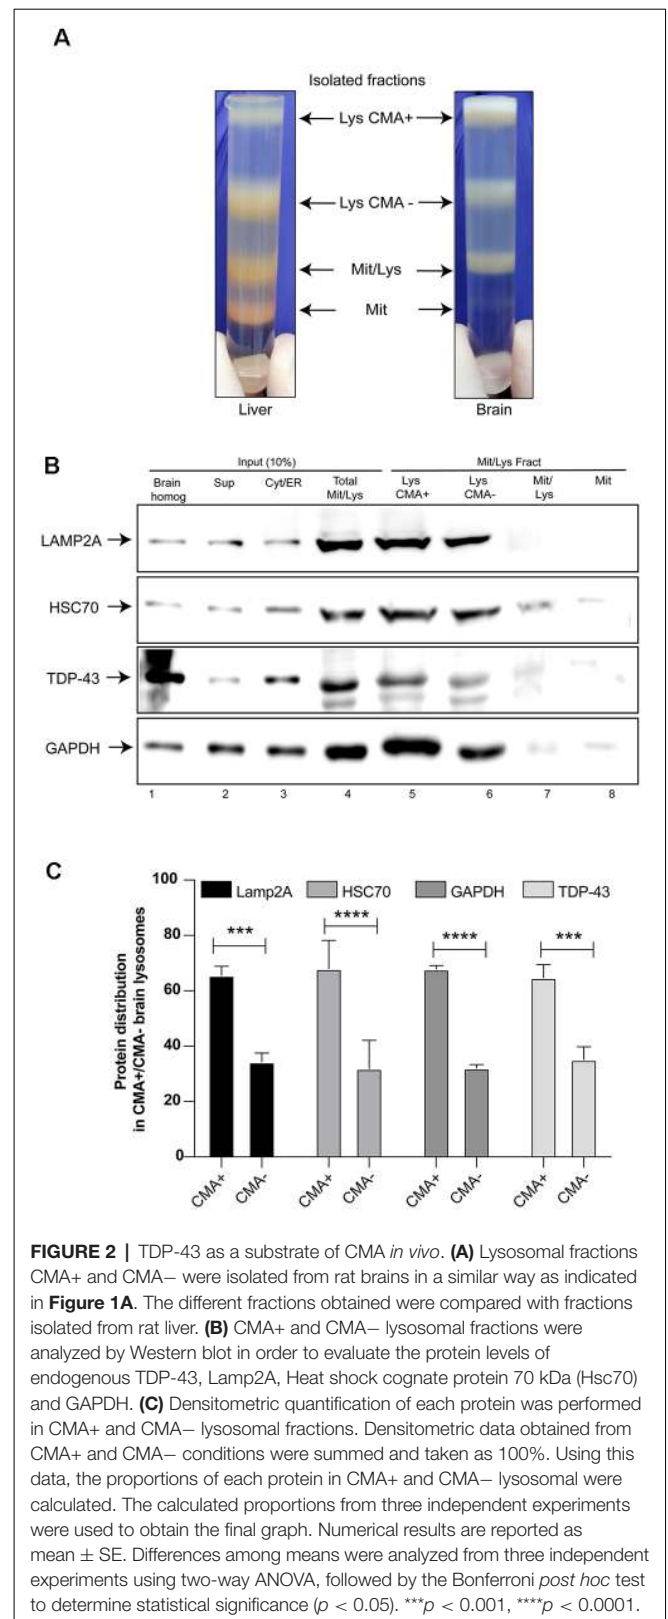 A
Isolated fractions
Lys CMA+
Lys CMA -
Mit/Lys
Mit
Liver
Brain
B
Input (10%)
Mit/Lys Fract
Brain homog
Sup
Cyt/ER
Total Mit/Lys
Lys CMA+
Lys CMA-
Mit/ Lys
Mit
LAMP2A
HSC70
TDP-43
GAPDH
1 2 3 4 5 6 7 8
C
Protein distribution
in CMA+/CMA- brain lysosomes
100
80
60
40
20
0
Lamp2A HSC70 GAPDH TDP-43
*** **** **** ***
CMA+ CMA- CMA+ CMA- CMA+ CMA- CMA+ CMA-
FIGURE 2 | TDP-43 as a substrate of CMA in vivo. (A) Lysosomal fractions
CMA+ and CMA− were isolated from rat brains in a similar way as indicated
in Figure 1A. The different fractions obtained were compared with fractions
isolated from rat liver. (B) CMA+ and CMA− lysosomal fractions were
analyzed by Western blot in order to evaluate the protein levels of
endogenous TDP-43, Lamp2A, Heat shock cognate protein 70 kDa (Hsc70)
and GAPDH. (C) Densitometric quantification of each protein was performed
in CMA+ and CMA− lysosomal fractions. Densitometric data obtained from
CMA+ and CMA− conditions were summed and taken as 100%. Using this
data, the proportions of each protein in CMA+ and CMA− lysosomal were
calculated. The calculated proportions from three independent experiments
were used to obtain the final graph. Numerical results are reported as
mean ± SE. Differences among means were analyzed from three independent
experiments using two-way ANOVA, followed by the Bonferroni post hoc test
to determine statistical significance (p < 0.05). ***p < 0.001, ****p < 0.0001.